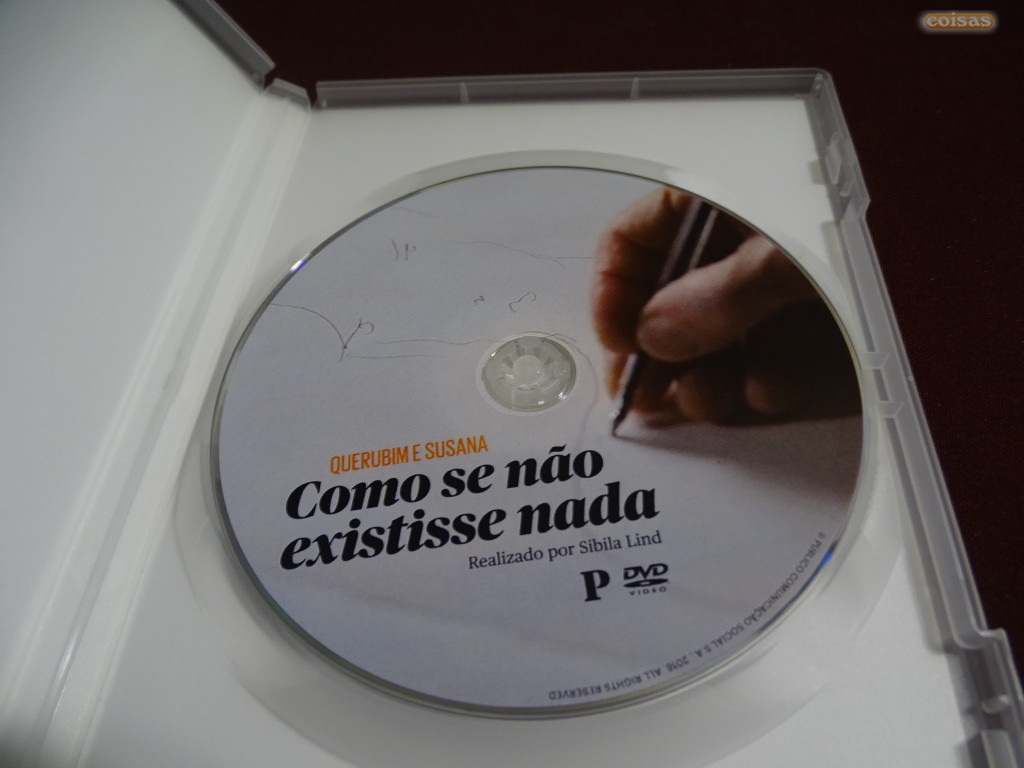 coisas
QUERUBIM E SUSANA
Como se não
existisse nada
Realizado por Sibila Lind
P DVD
VIDEO
© PÚBLICO COMUNICAÇÃO SOCIAL S.A., 2016. ALL RIGHTS RESERVED